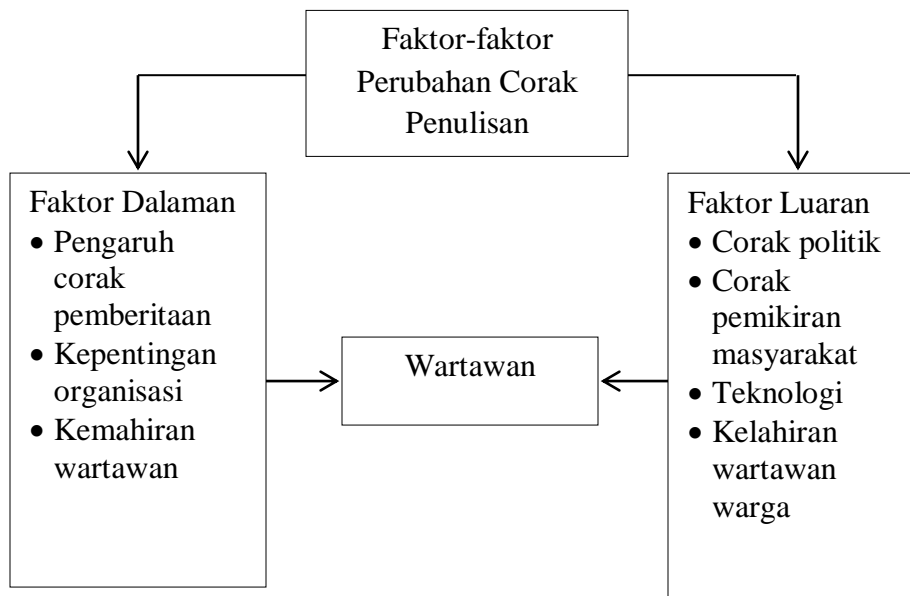 Faktor-faktor
Perubahan Corak
Penulisan
Faktor Dalaman
• Pengaruh
corak
pemberitaan
• Kepentingan
organisasi
• Kemahiran
wartawan
Wartawan
Faktor Luaran
• Corak politik
• Corak
pemikiran
masyarakat
• Teknologi
• Kelahiran
wartawan
warga